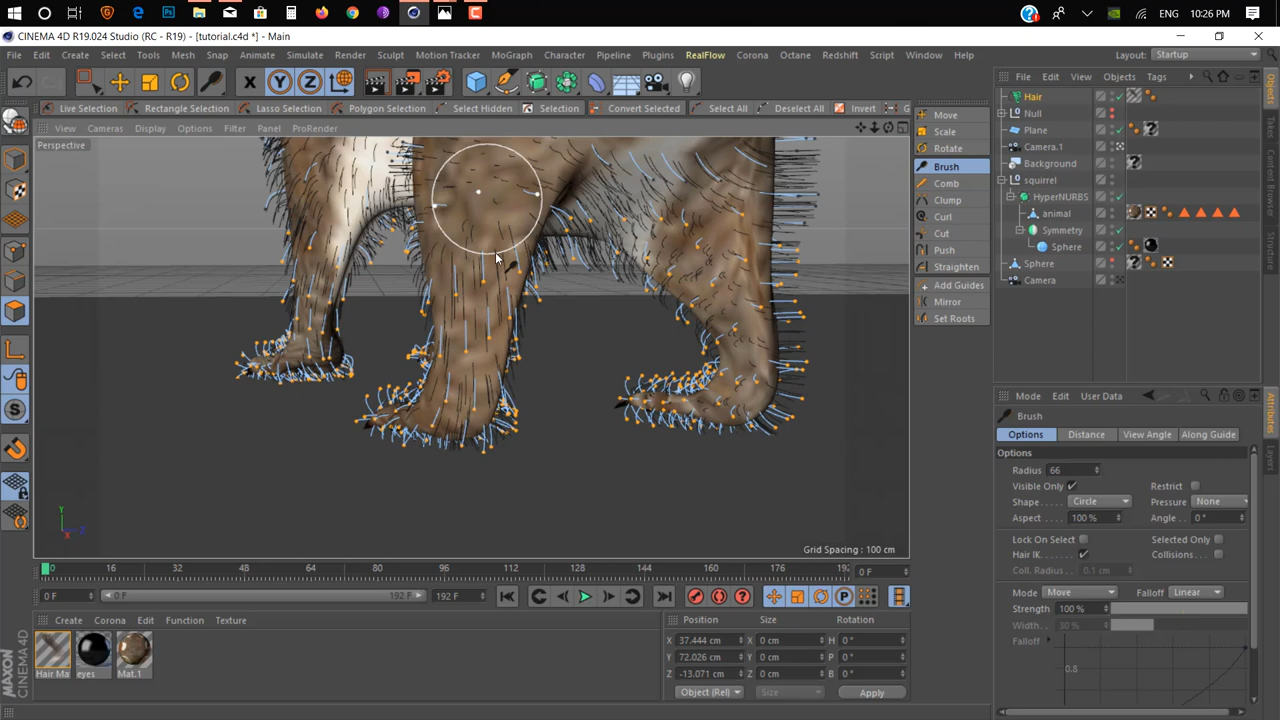 ENG 10:26 PM
CINEMA 4D R19.024 Studio (RC - R19) - [tutorial.c4d *] - Main
File Edit Create Select Tools Mesh Snap Animate Simulate Render Sculpt Motion Tracker MoGraph Character Pipeline Plugins RealFlow Corona Octane Redshift Script Window Help Layout: Startup
X Y Z
Live Selection Rectangle Selection Lasso Selection Polygon Selection Select Hidden Selection Convert Selected Select All Deselect All Invert G
View Cameras Display Options Filter Panel ProRender
Perspective
Move
Scale
Rotate
Brush
Comb
Clump
Curl
Cut
Push
Straighten
Add Guides
Mirror
Set Roots
File Edit View Objects Tags
Hair
Null
Plane
Camera.1
Background
squirrel
HyperNURBS
animal
Symmetry
Sphere
Sphere
Camera
Objects
Takes
Content Browser
Structure
Mode Edit User Data
Brush
Options Distance View Angle Along Guide
Options
Radius 66
Visible Only Restrict
Shape Circle Pressure None
Aspect 100 % Angle 0 °
Lock On Select Selected Only
Hair IK Collisions
Coll. Radius 0.1 cm
Mode Move Falloff Linear
Strength 100 %
Width 30 %
Falloff
0.8
Attributes
Layers
Y
X
Z
Grid Spacing : 100 cm
0 16 32 48 64 80 96 112 128 144 160 176 192 0 F
0 F 0 F 192 F 192 F
Create Corona Edit Function Texture
Hair Ma eyes Mat.1
Position Size Rotation
X 37.444 cm X 0 cm H 0 °
Y 72.026 cm Y 0 cm P 0 °
Z -13.071 cm Z 0 cm B 0 °
Object (Rel) Size Apply
MAXON
CINEMA 4D